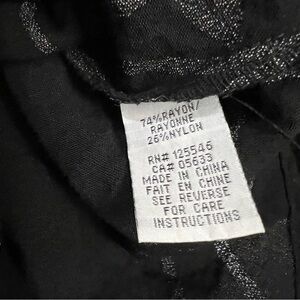 74%RAYON/
RAYONNE
26%NYLON
RN# 125546
CA# 05633
MADE IN CHINA
FAIT EN CHINE
SEE REVERSE
FOR CARE
INSTRUCTIONS